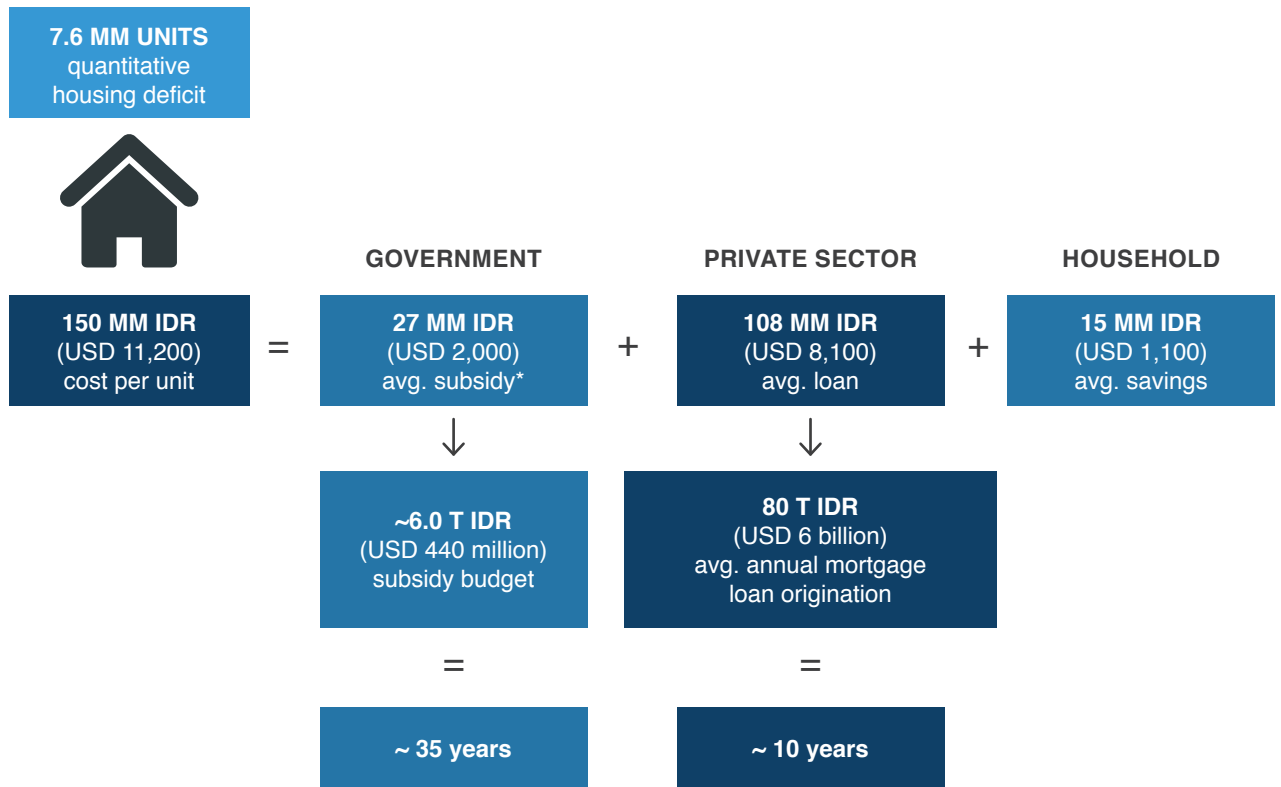 7.6 MM UNITS
quantitative
housing deficit
GOVERNMENT
PRIVATE SECTOR
HOUSEHOLD
150 MM IDR
(USD 11,200)
cost per unit
=
27 MM IDR
(USD 2,000)
avg. subsidy*
+
108 MM IDR
(USD 8,100)
avg. loan
+
15 MM IDR
(USD 1,100)
avg. savings
~6.0 T IDR
(USD 440 million)
subsidy budget
80 T IDR
(USD 6 billion)
avg. annual mortgage
loan origination
=
=
~ 35 years
~ 10 years